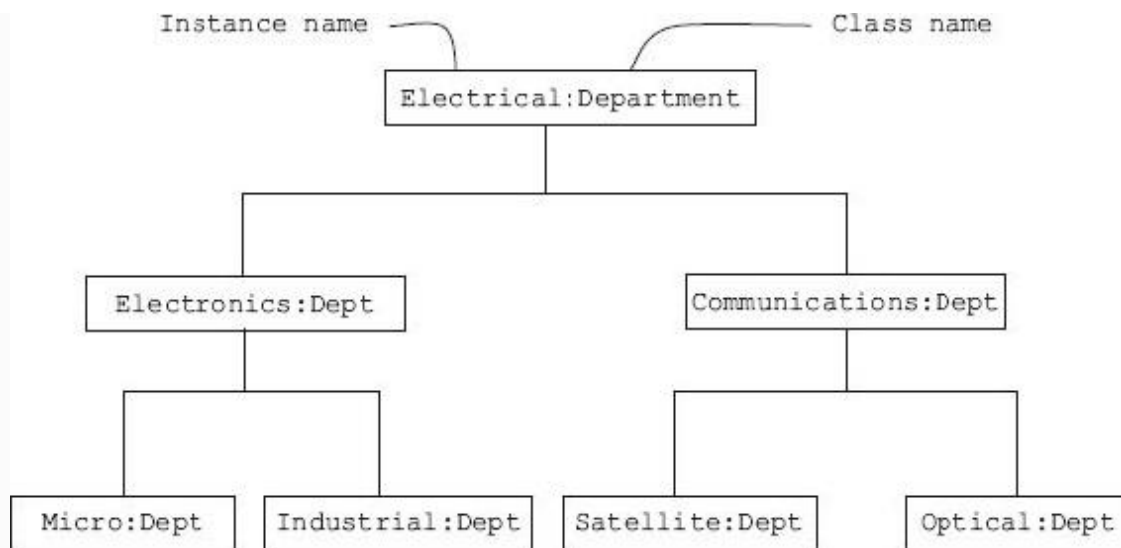 Instance name
Class name
Electrical:Department
Electronics:Dept
Communications:Dept
Micro:Dept
Industrial:Dept
Satellite:Dept
Optical:Dept